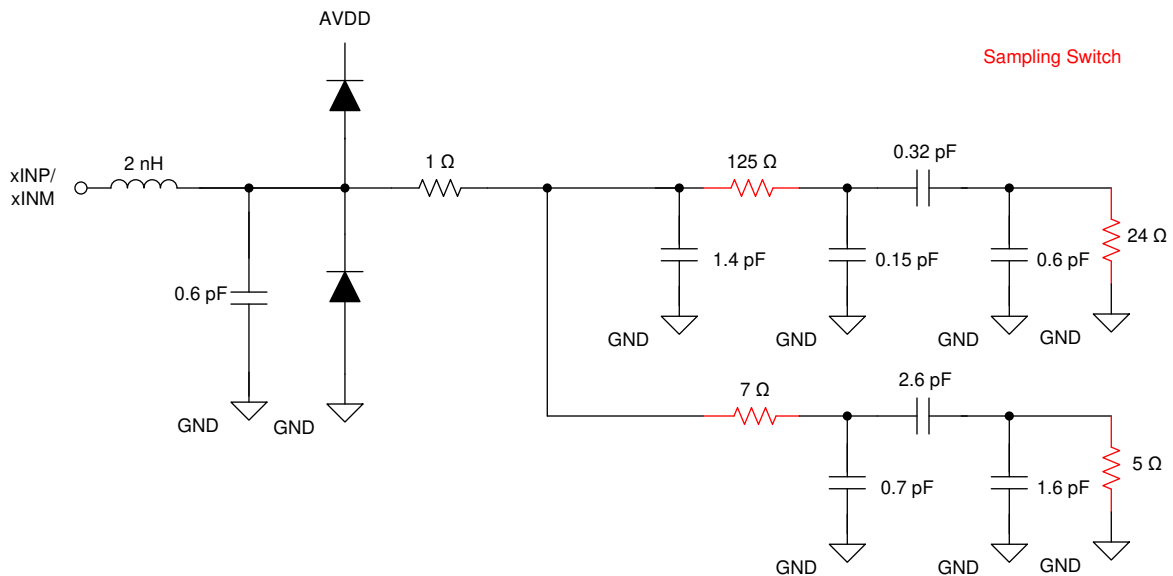 AVDD
Sampling Switch
xINP/
xINM
2 nH
1 Ω
125 Ω
0.32 pF
0.6 pF
1.4 pF
0.15 pF
0.6 pF
24 Ω
GND
GND
GND
GND
7 Ω
2.6 pF
GND
GND
0.7 pF
1.6 pF
5 Ω
GND
GND
GND